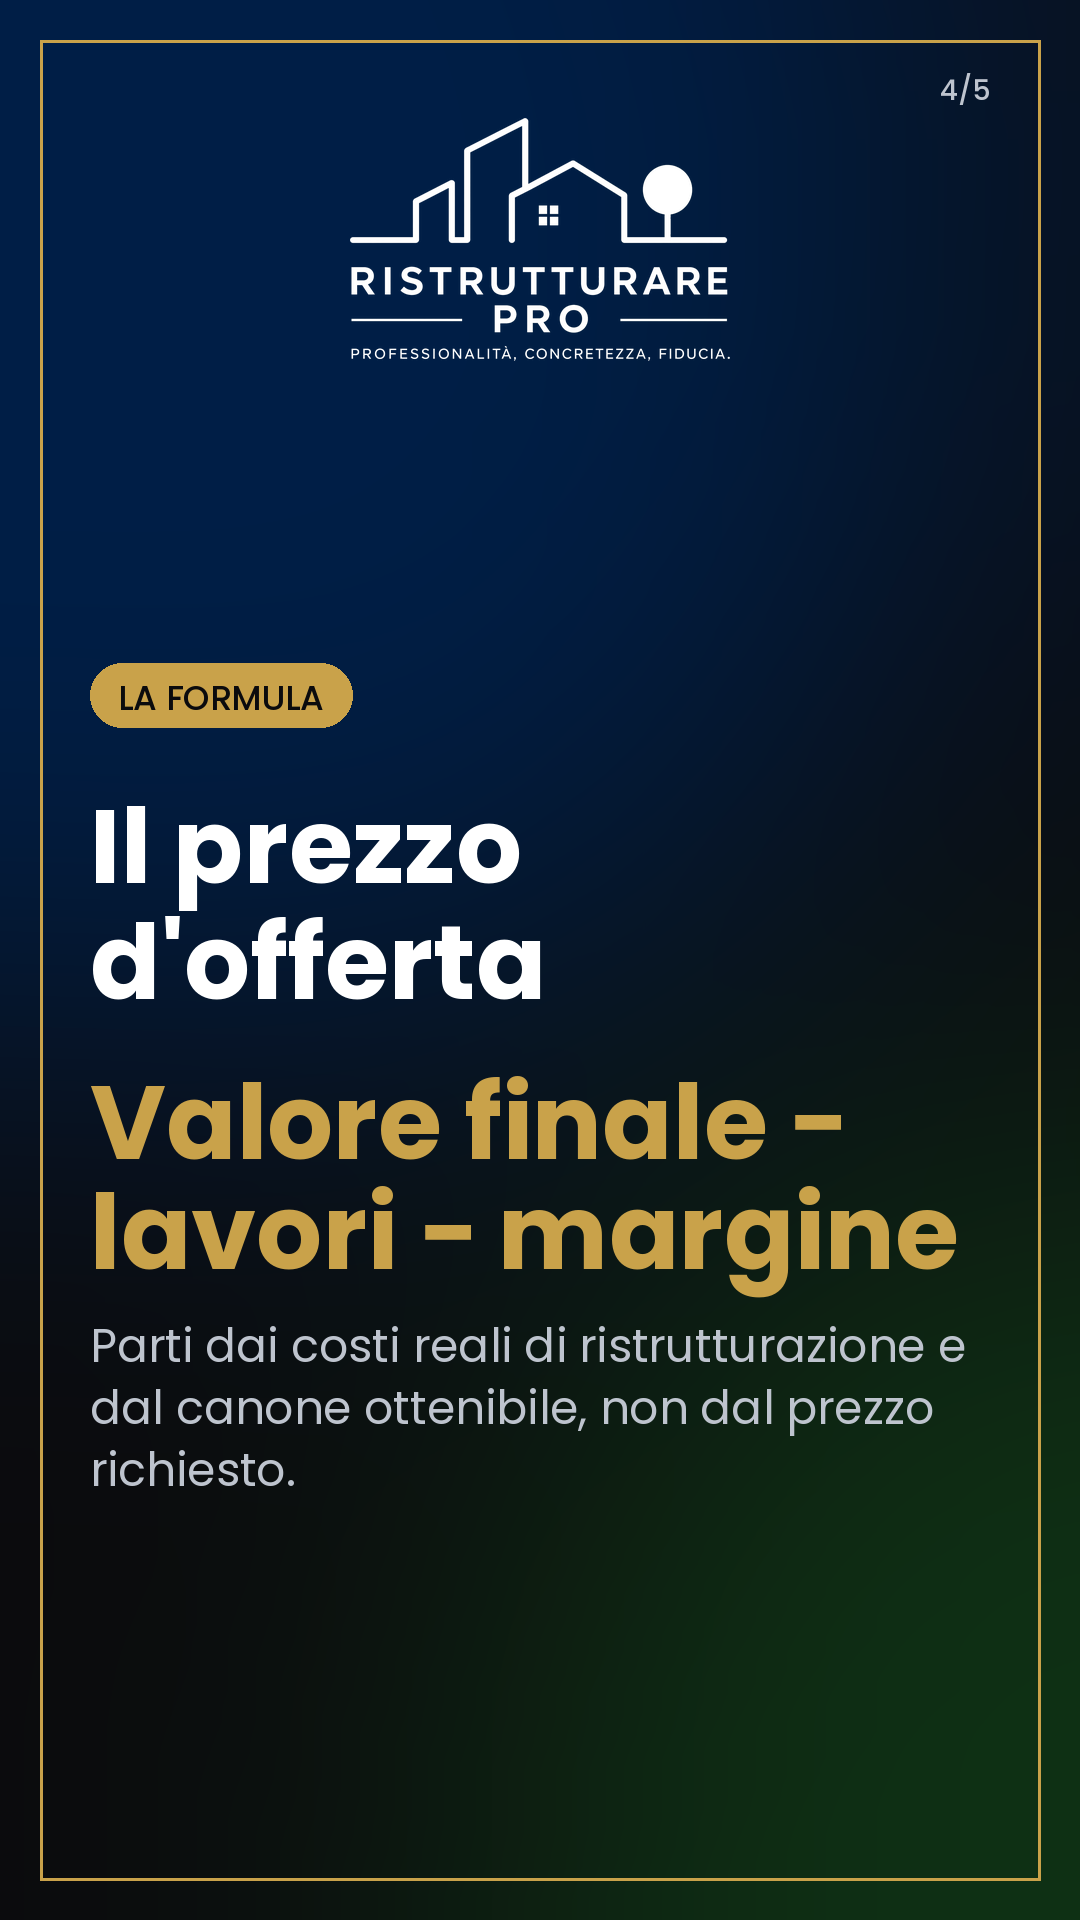 4/5
RISTRUTTURARE
PRO
PROFESSIONALITÀ, CONCRETEZZA, FIDUCIA.
LA FORMULA
Il prezzo
d'offerta
Valore finale -
lavori - margine
Parti dai costi reali di ristrutturazione e
dal canone ottenibile, non dal prezzo
richiesto.